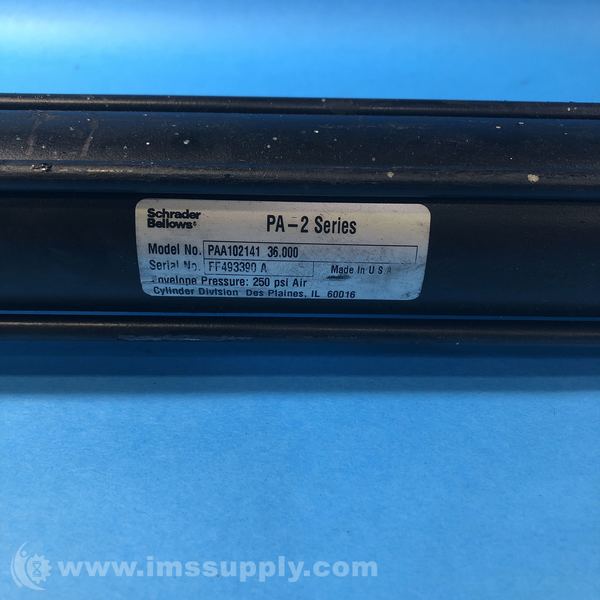 Schrader
Bellows
PA-2 Series
Model No. PAA102141 36.000
Serial No. FF493390 A Made In U S A
Envelope Pressure: 250 psi Air
Cylinder Division Des Plaines, IL 60016
www.imssupply.com